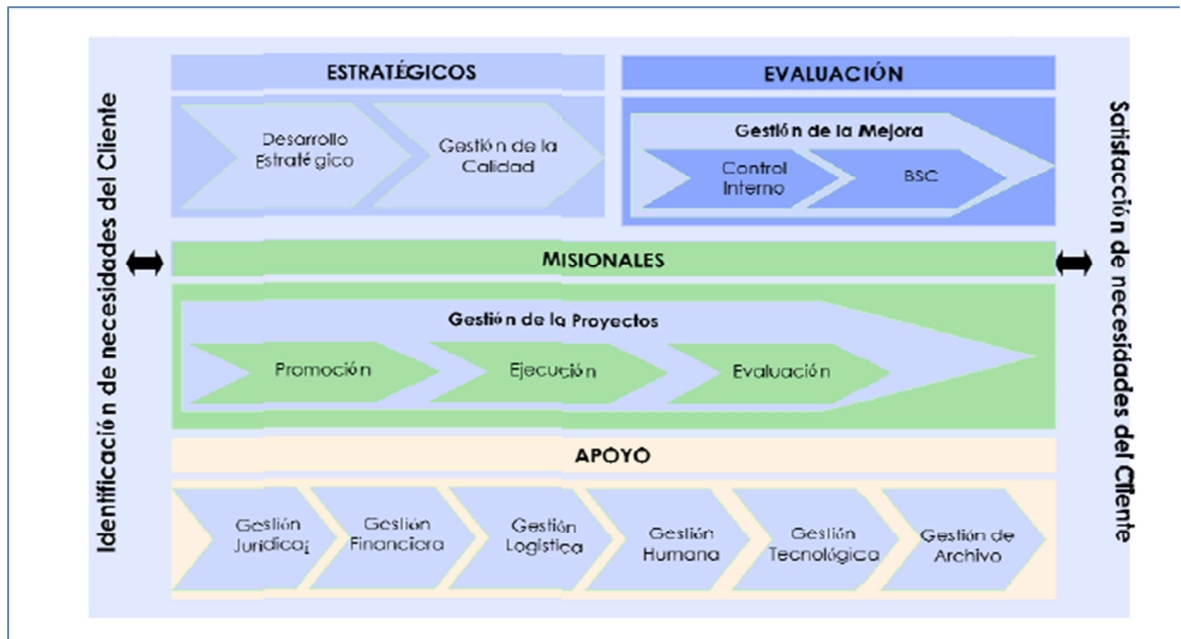 Identificación de necesidades del Cliente
ESTRATÉGICOS
Desarrollo
Estratégico
Gestión de la
Calidad
EVALUACIÓN
Gestión de la Mejora
Control
Interno
BSC
MISIONALES
Gestión de la Proyectos
Promoción
Ejecución
Evaluación
APOYO
Gestión
Jurídica
Gestión
Financiera
Gestión
Logística
Gestión
Humana
Gestión
Tecnológica
Gestión de
Archivo
Satisfacción de necesidades del Cliente